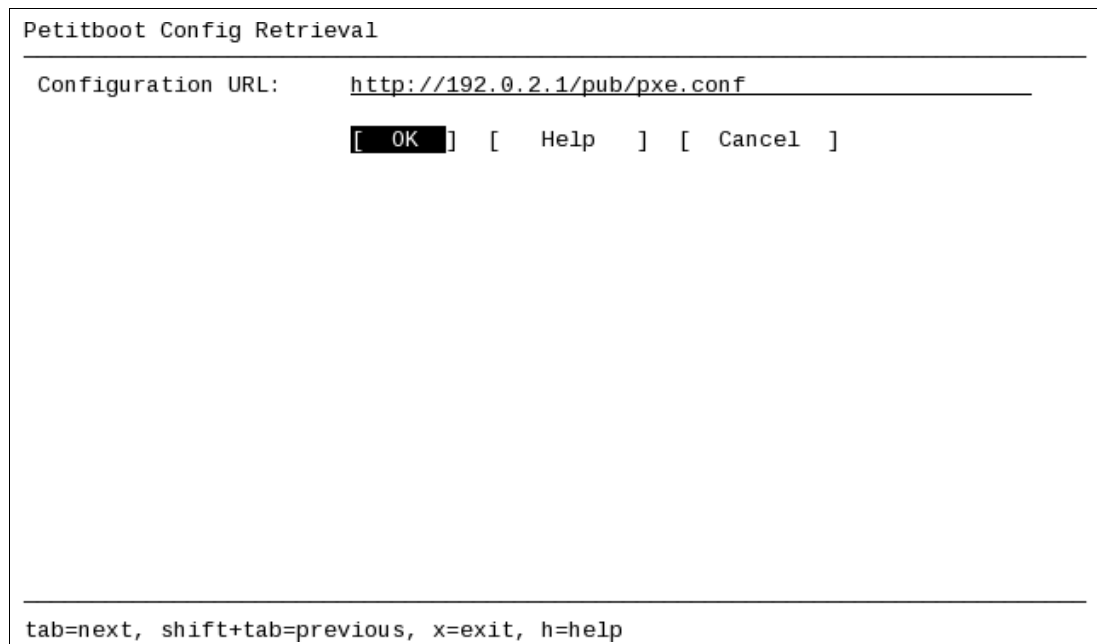 Petitboot Config Retrieval
Configuration URL: http://192.0.2.1/pub/pxe.conf
[ OK ] [ Help ] [ Cancel ]
tab=next, shift+tab=previous, x=exit, h=help